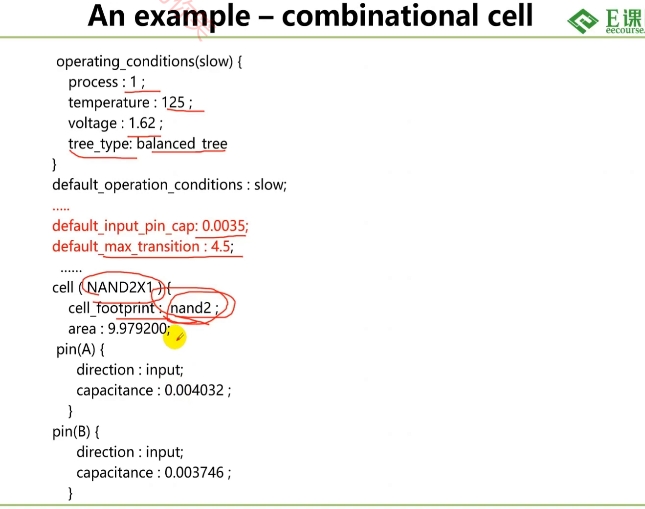 An example – combinational cell
E课
eecourse.
operating_conditions(slow) {
process : 1 ;
temperature : 125 ;
voltage : 1.62 ;
tree_type: balanced_tree
}
default_operation_conditions : slow;
.....
default_input_pin_cap: 0.0035;
default_max_transition : 4.5;
......
cell ( NAND2X1 ) {
cell_footprint : nand2 ;
area : 9.979200;
pin(A) {
direction : input;
capacitance : 0.004032 ;
}
pin(B) {
direction : input;
capacitance : 0.003746 ;
}